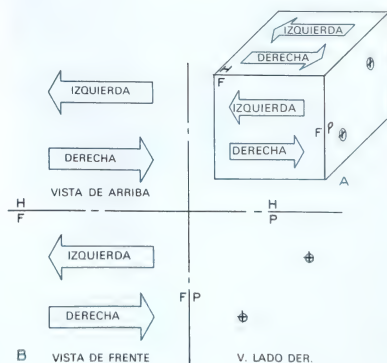 IZQUIERDA
DERECHA
H
F
IZQUIERDA
DERECHA
F P
A
IZQUIERDA
DERECHA
VISTA DE ARRIBA
H
F
H
P
IZQUIERDA
DERECHA
F P
B VISTA DE FRENTE V. LADO DER.